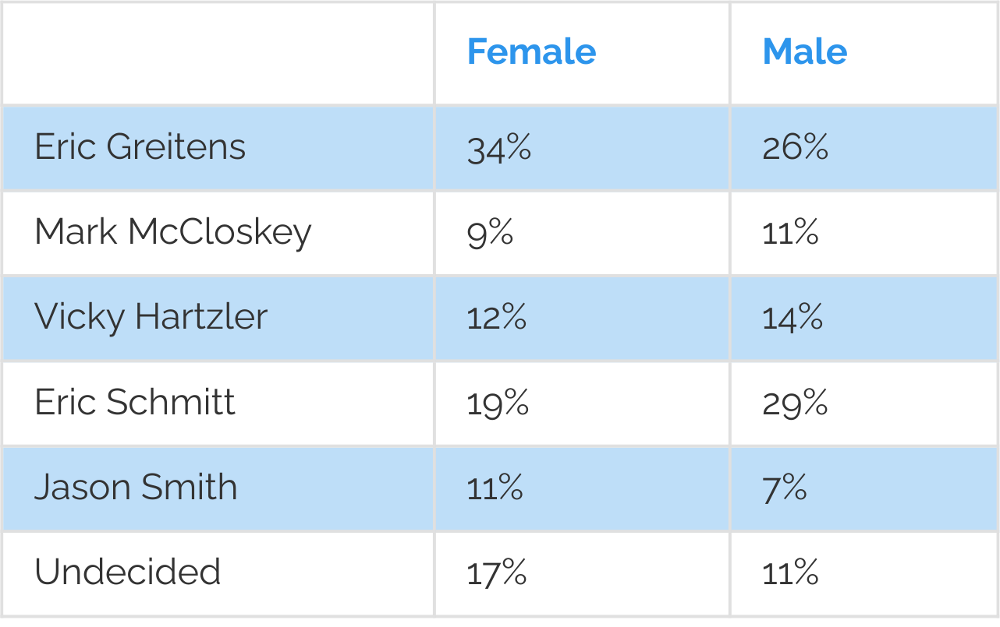 Female Male
Eric Greitens 34% 26%
Mark McCloskey 9% 11%
Vicky Hartzler 12% 14%
Eric Schmitt 19% 29%
Jason Smith 11% 7%
Undecided 17% 11%